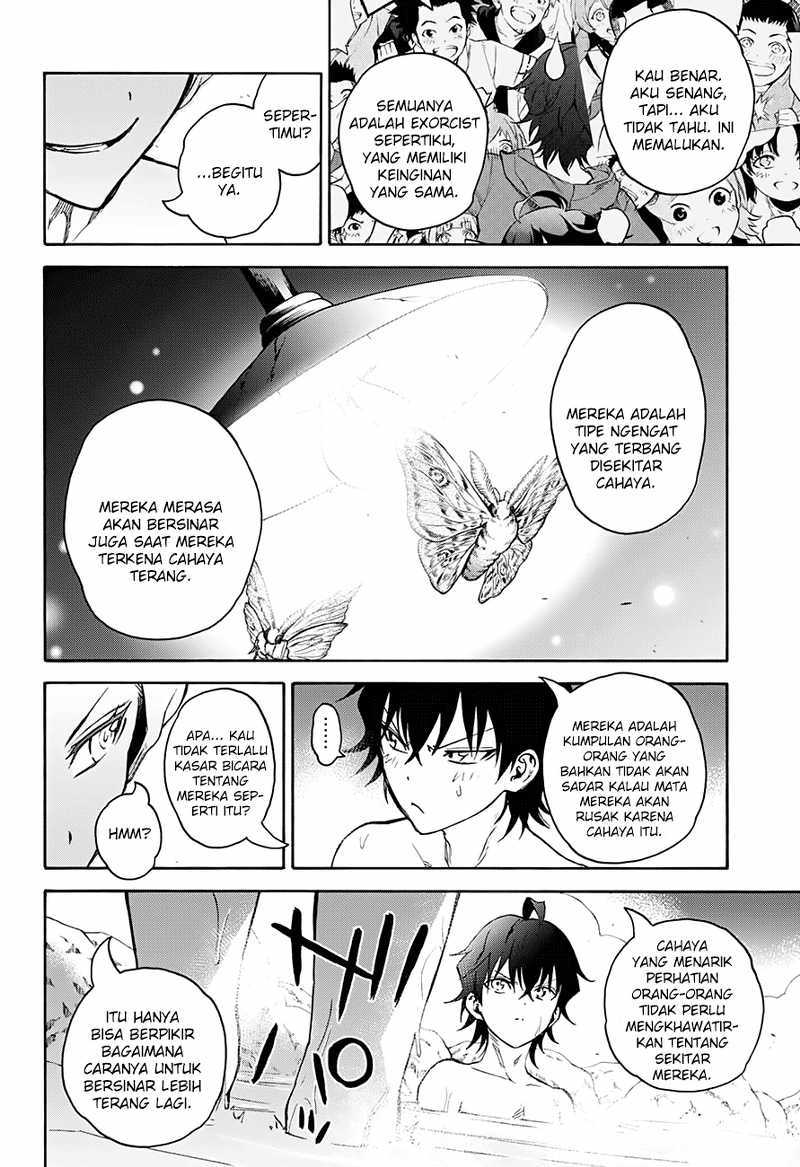 KAU BENAR.
AKU SENANG,
TAPI... AKU
TIDAK TAHU. INI
MEMALUKAN.
SEMUANYA
ADALAH EXORCIST
SEPERTIKU,
YANG MEMILIKI
KEINGINAN
YANG SAMA.
SEPER-
TIMU?
...BEGITU
YA.
MEREKA ADALAH
TIPE NGENGAT
YANG TERBANG
DISEKITAR
CAHAYA.
MEREKA MERASA
AKAN BERSINAR
JUGA SAAT MEREKA
TERKENA CAHAYA
TERANG.
MEREKA ADALAH
KUMPULAN ORANG-
ORANG YANG
BAHKAN TIDAK AKAN
SADAR KALAU MATA
MEREKA AKAN
RUSAK KARENA
CAHAYA ITU.
......
APA... KAU
TIDAK TERLALU
KASAR BICARA
TENTANG
MEREKA SEP-
ERTI ITU?
HMM?
CAHAYA
YANG MENARIK
PERHATIAN
ORANG-ORANG
TIDAK PERLU
MENGKHAWATIR-
KAN TENTANG
SEKITAR
MEREKA.
ITU HANYA
BISA BERPIKIR
BAGAIMANA
CARANYA UNTUK
BERSINAR LEBIH
TERANG LAGI.